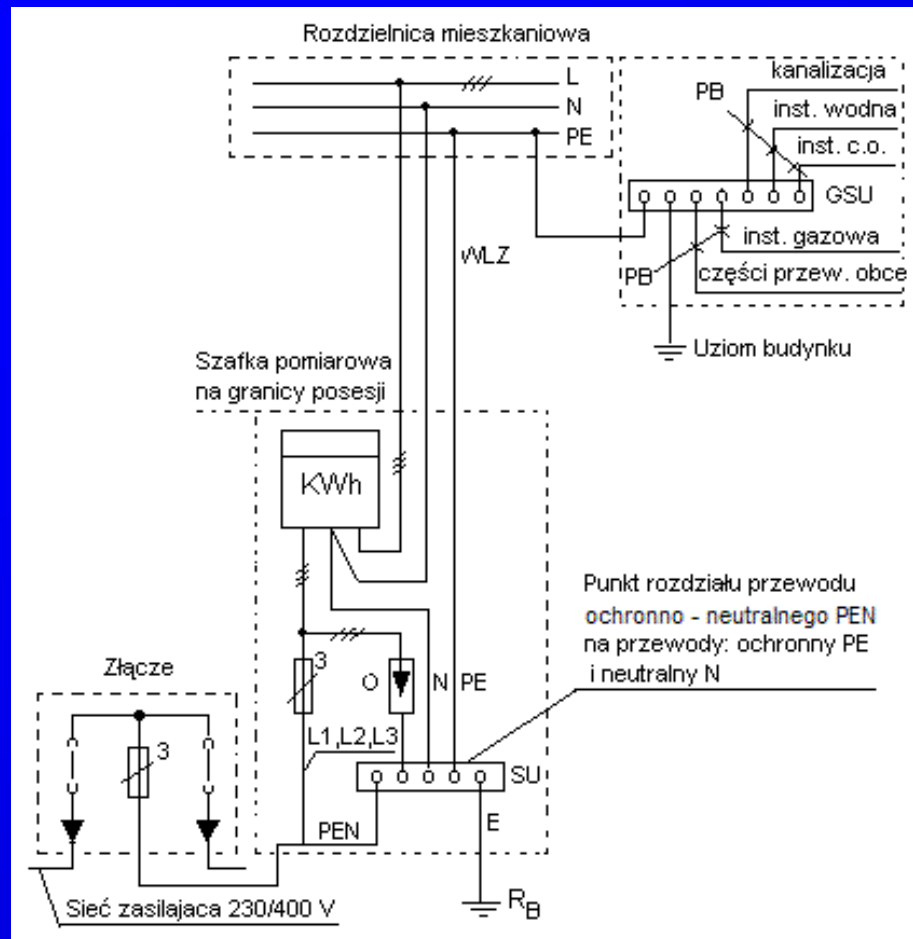 Rozdzielnica mieszkaniowa
L
N
PE
kanalizacja
PB
inst. wodna
inst. c.o.
GSU
inst. gazowa
PB
części przew. obce
WLZ
Uziom budynku
Szafka pomiarowa
na granicy posesji
KWh
Punkt rozdziału przewodu
ochronno - neutralnego PEN
na przewody: ochronny PE
i neutralny N
Złącze
3
3
O
N
PE
L1,L2,L3
SU
PEN
E
RB
Sieć zasilajaca 230/400 V